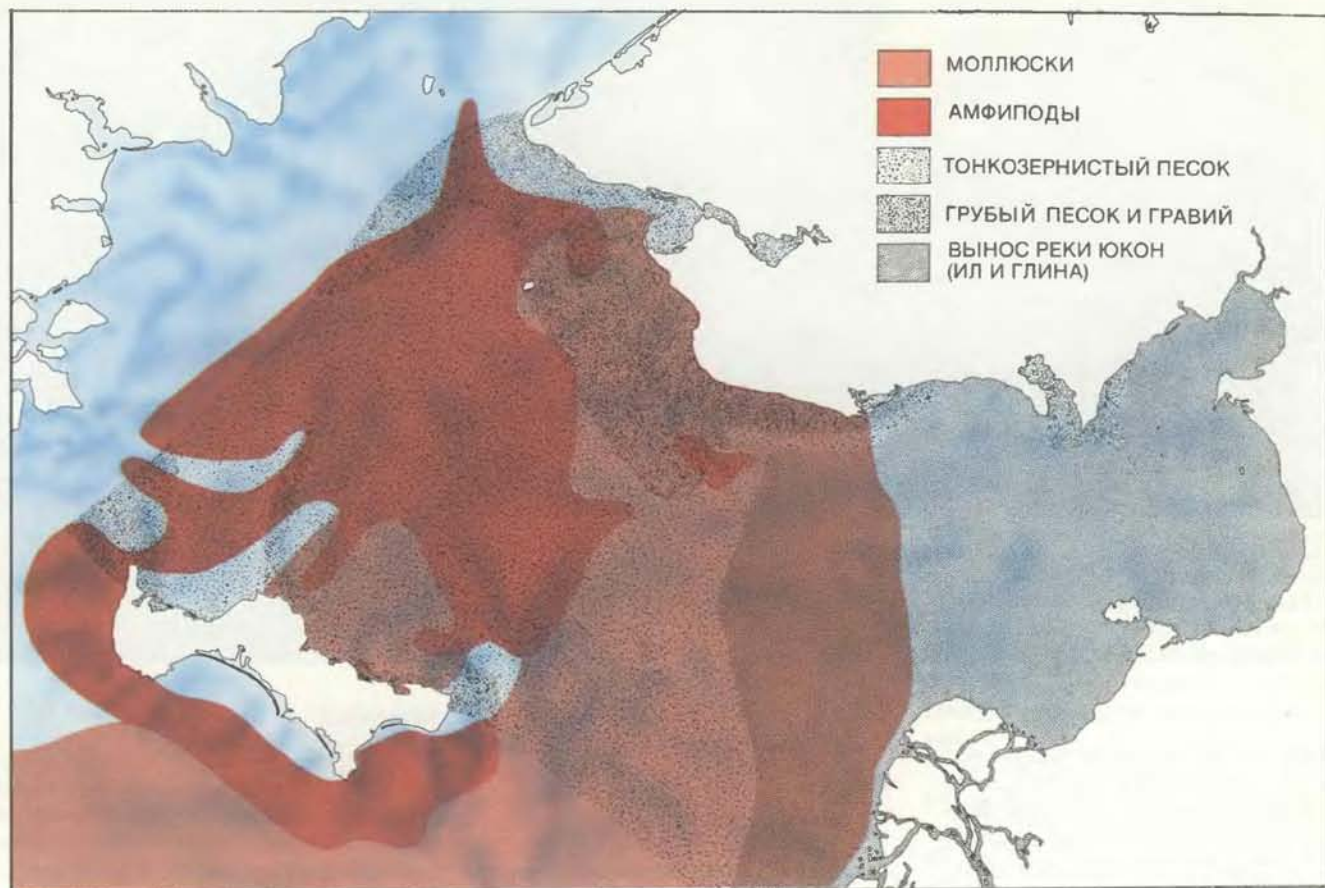 МОЛЛЮСКИ
АМФИПОДЫ
ТОНКОЗЕРНИСТЫЙ ПЕСОК
ГРУБЫЙ ПЕСОК И ГРАВИЙ
ВЫНОС РЕКИ ЮКОН
(ИЛ И ГЛИНА)